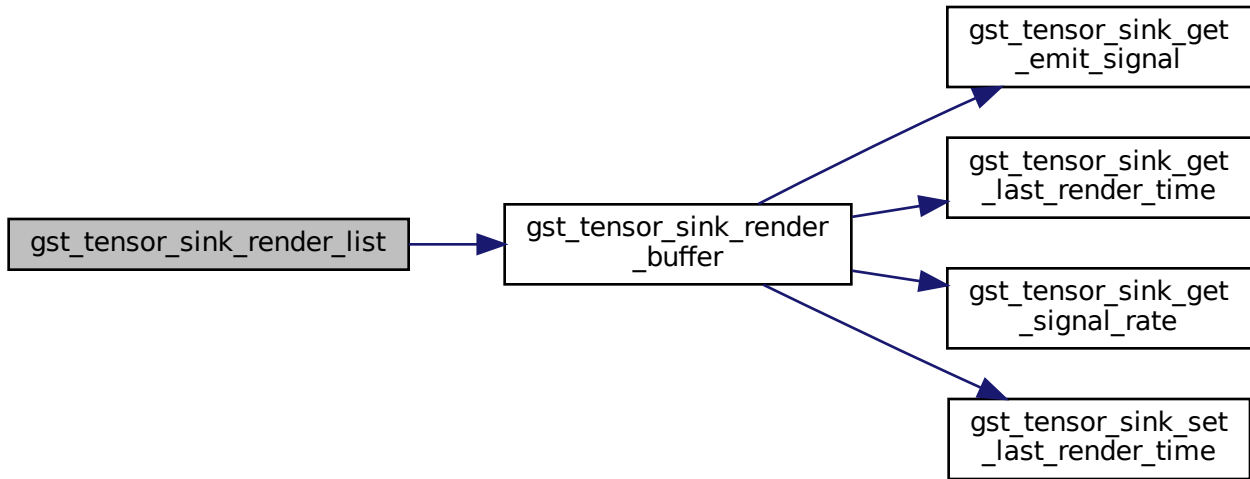 gst_tensor_sink_render_list
gst_tensor_sink_render
_buffer
gst_tensor_sink_get
_emit_signal
gst_tensor_sink_get
_last_render_time
gst_tensor_sink_get
_signal_rate
gst_tensor_sink_set
_last_render_time